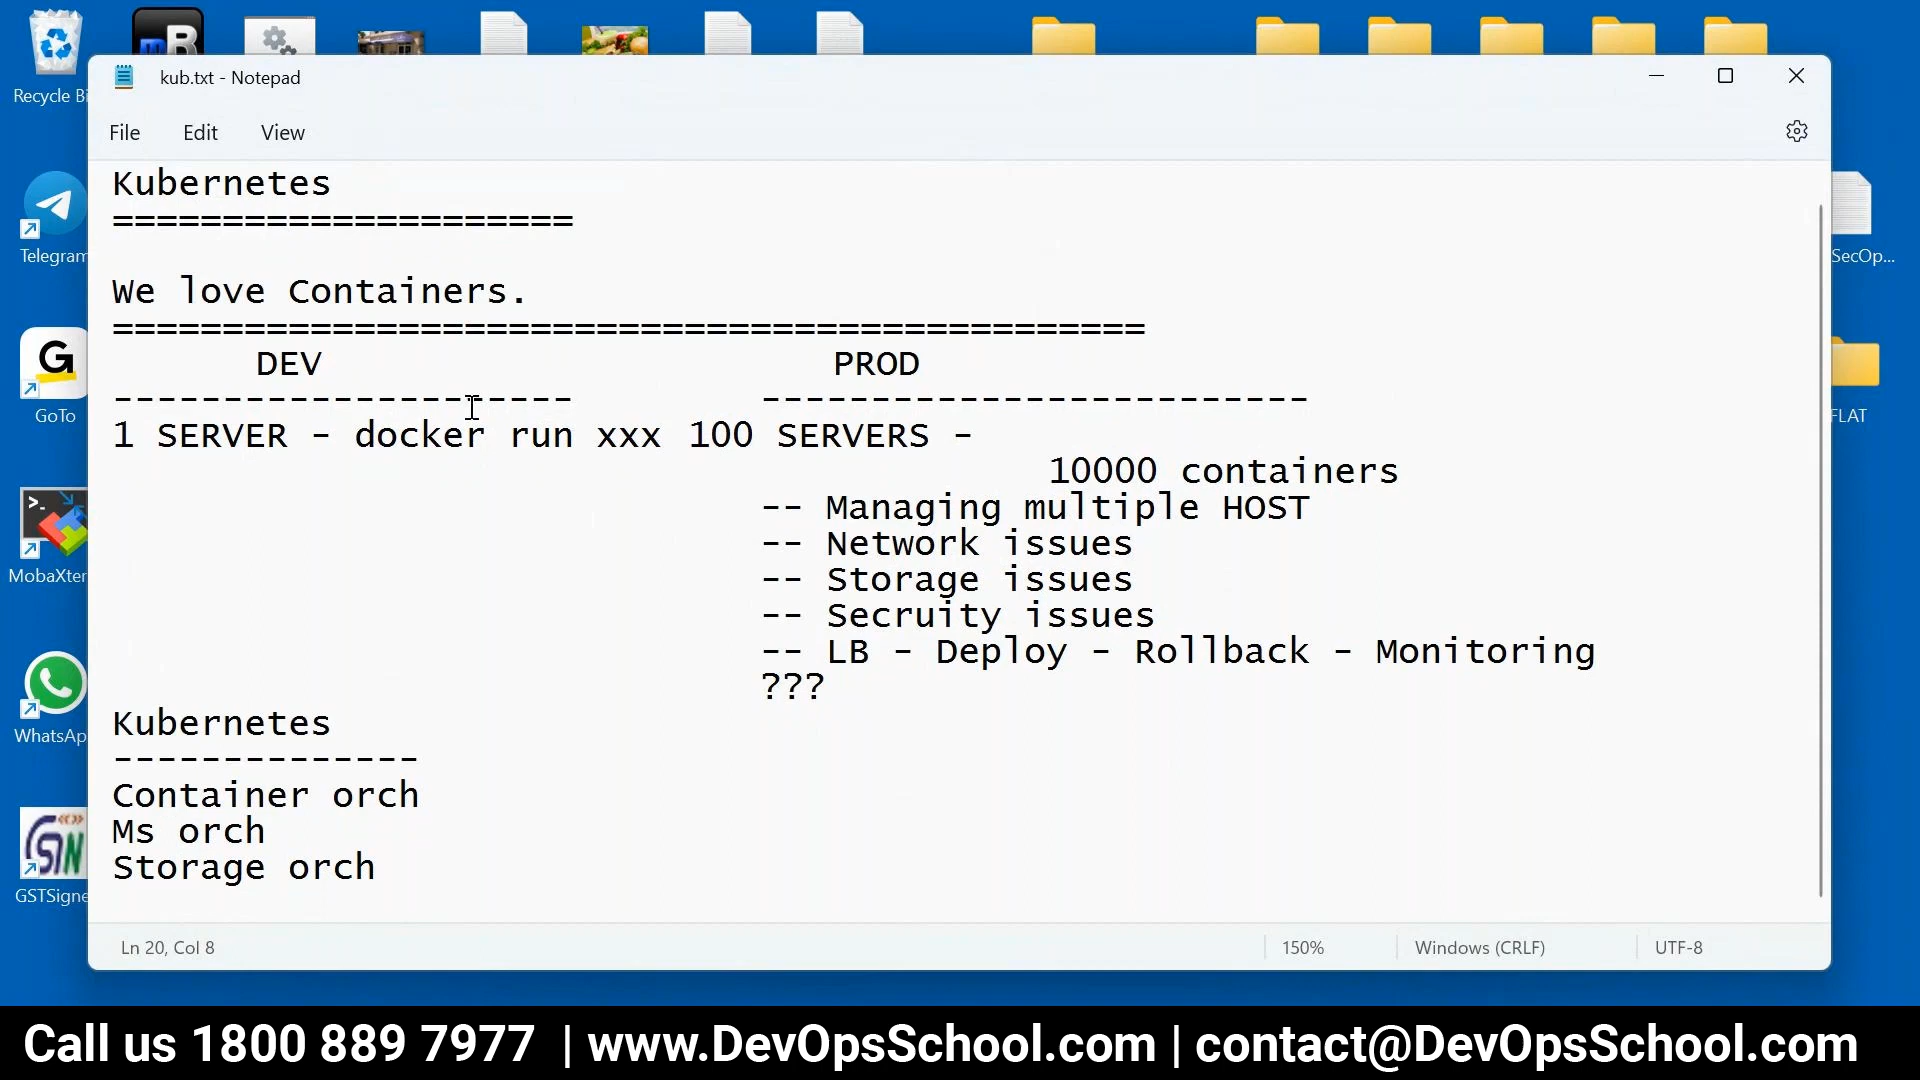 kub.txt - Notepad
File Edit View
Kubernetes
=====================
We love Containers.
===============================================
DEV PROD
--------------------- -------------------------
1 SERVER - docker run xxx 100 SERVERS -
10000 containers
-- Managing multiple HOST
-- Network issues
-- Storage issues
-- Secruity issues
-- LB - Deploy - Rollback - Monitoring
???
Kubernetes
--------------
Container orch
Ms orch
Storage orch
Ln 20, Col 8 150% Windows (CRLF) UTF-8
Recycle Bi
Telegram
GoTo
MobaXter
WhatsAp
GSTSigne
SecOp...
FLAT
Call us 1800 889 7977 | www.DevOpsSchool.com | contact@DevOpsSchool.com